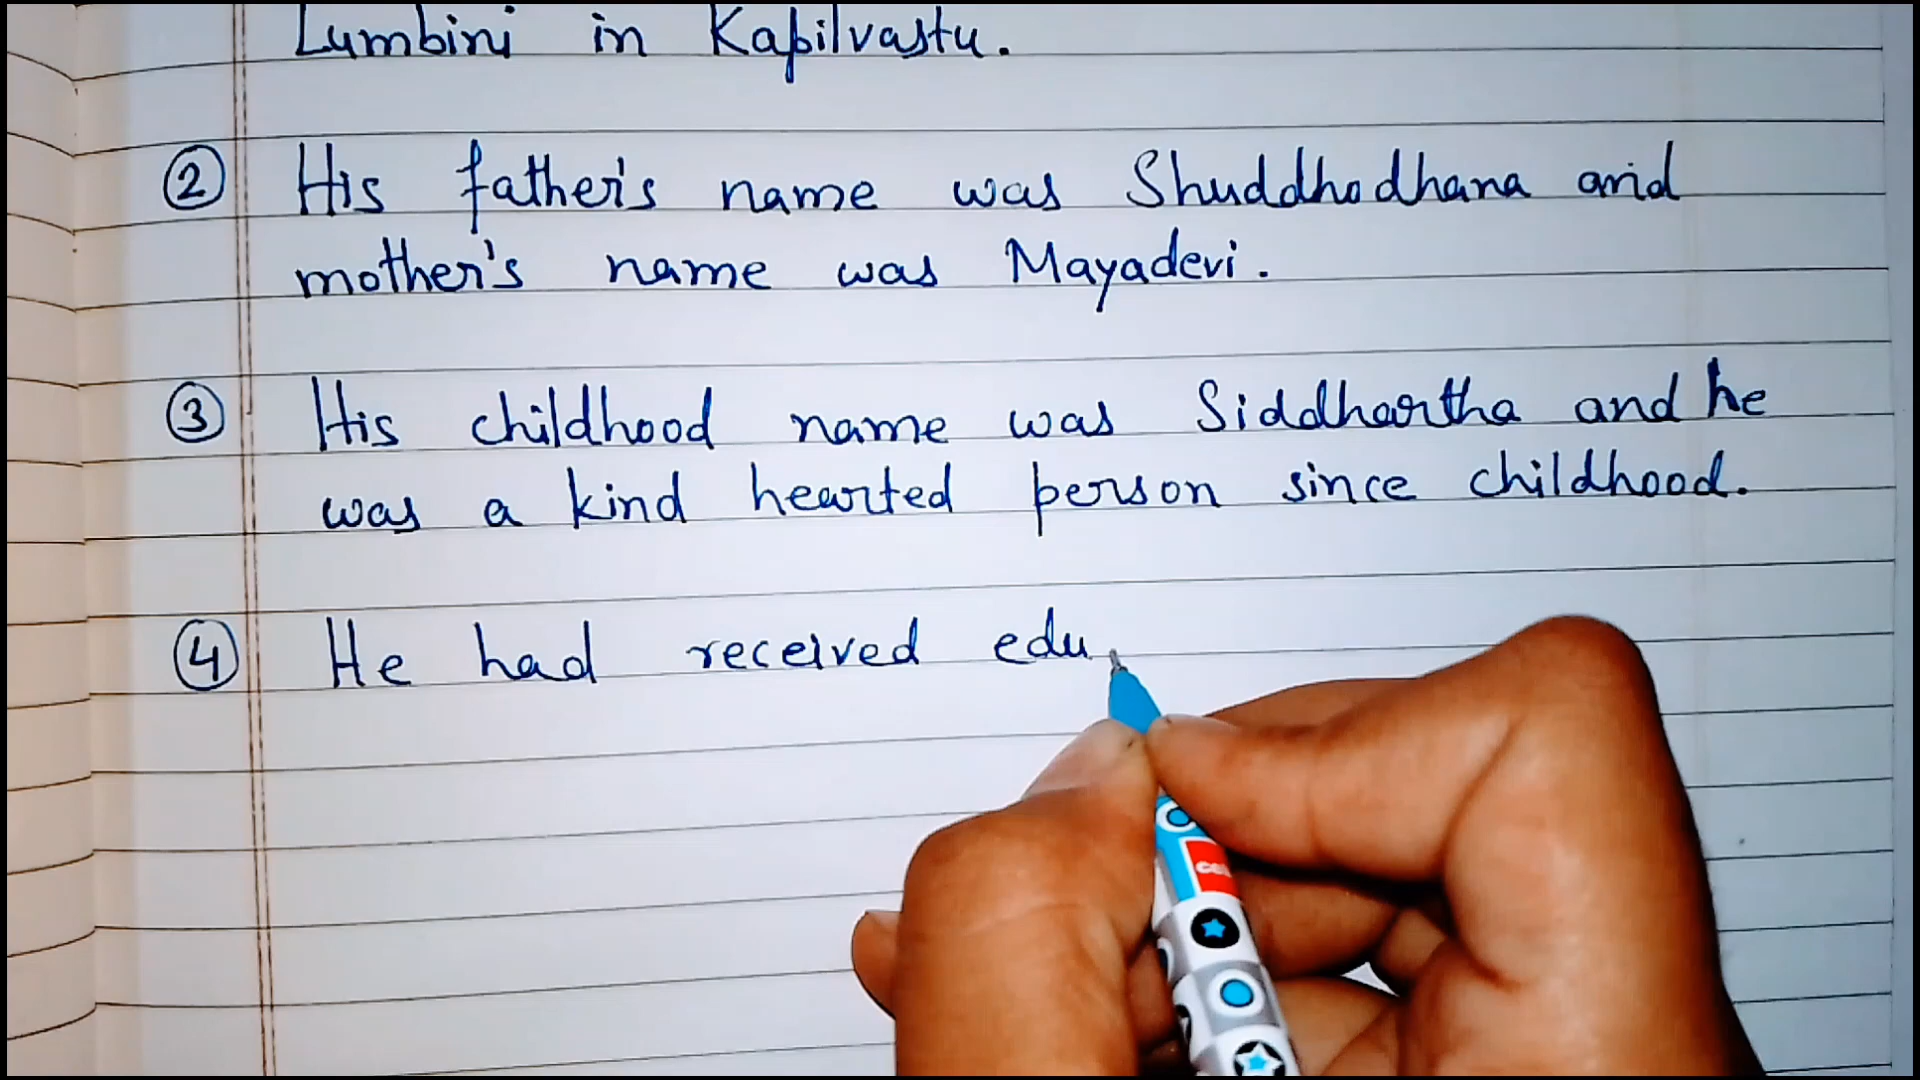 Lumbini in Kapilvastu.
② His father's name was Shuddhodhana and
mother's name was Mayadevi.
③ His childhood name was Siddhartha and he
was a kind hearted person since childhood.
④ He had received edu